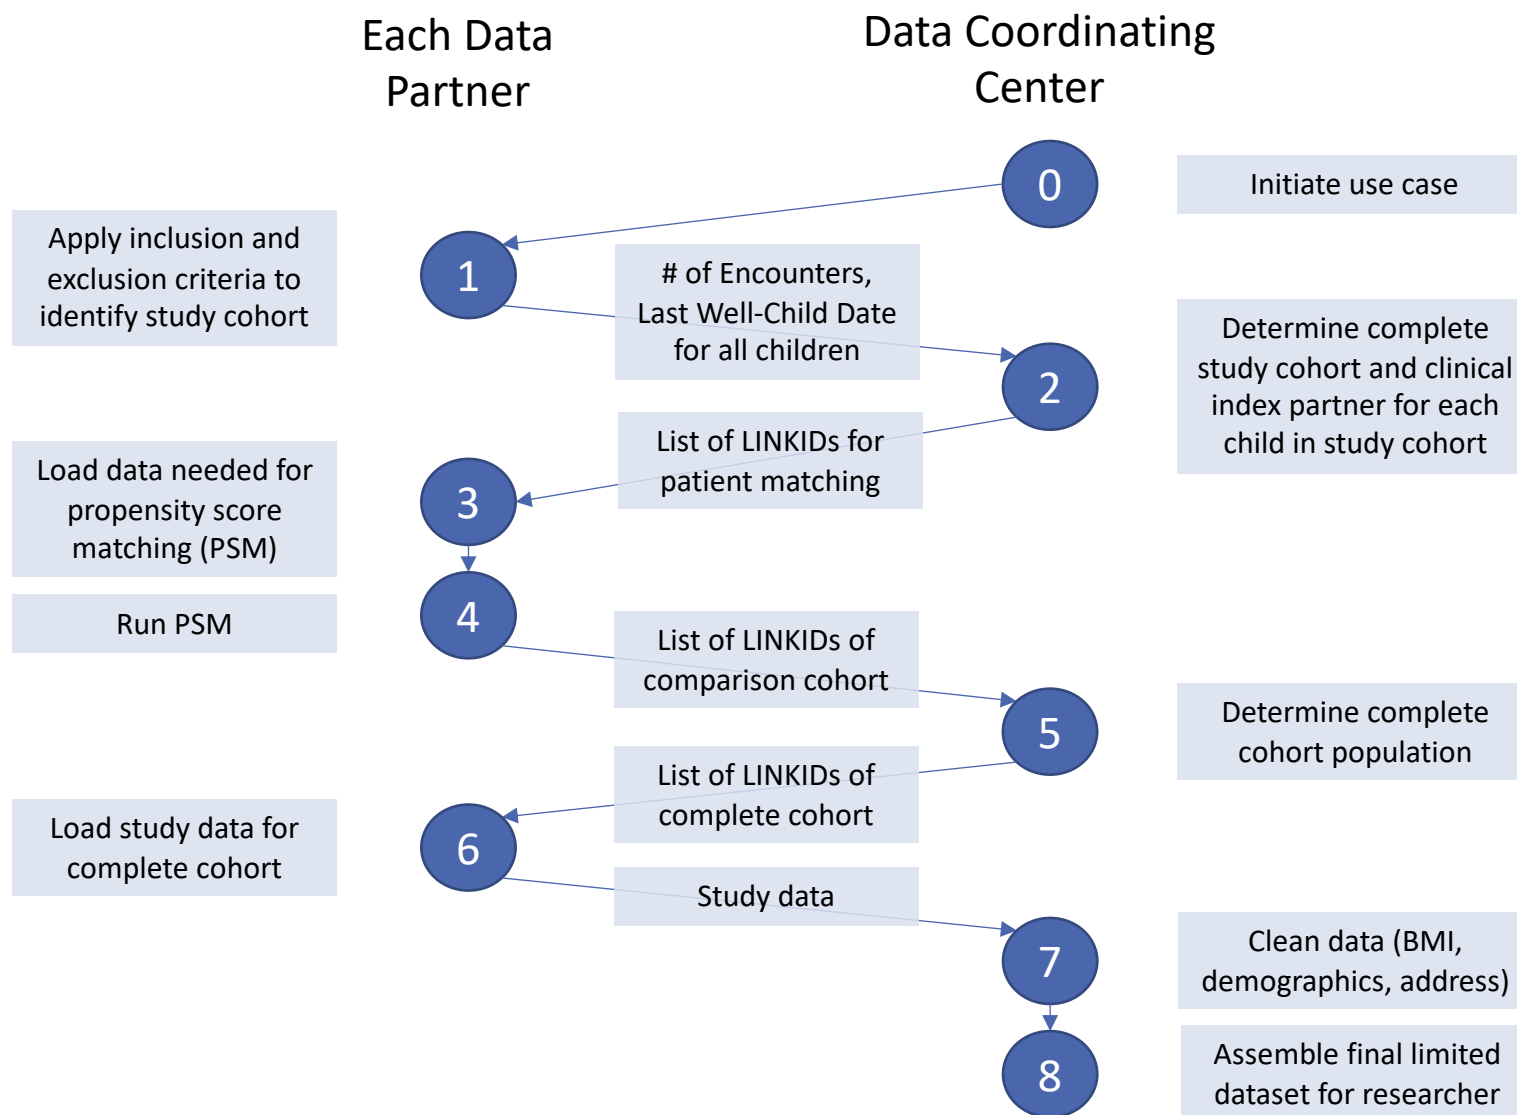 Each Data
Partner
Data Coordinating
Center
0
Initiate use case
Apply inclusion and
exclusion criteria to
identify study cohort
1
# of Encounters,
Last Well-Child Date
for all children
2
Determine complete
study cohort and clinical
index partner for each
child in study cohort
List of LINKIDs for
patient matching
Load data needed for
propensity score
matching (PSM)
3
Run PSM
4
List of LINKIDs of
comparison cohort
5
Determine complete
cohort population
List of LINKIDs of
complete cohort
Load study data for
complete cohort
6
Study data
7
Clean data (BMI,
demographics, address)
8
Assemble final limited
dataset for researcher